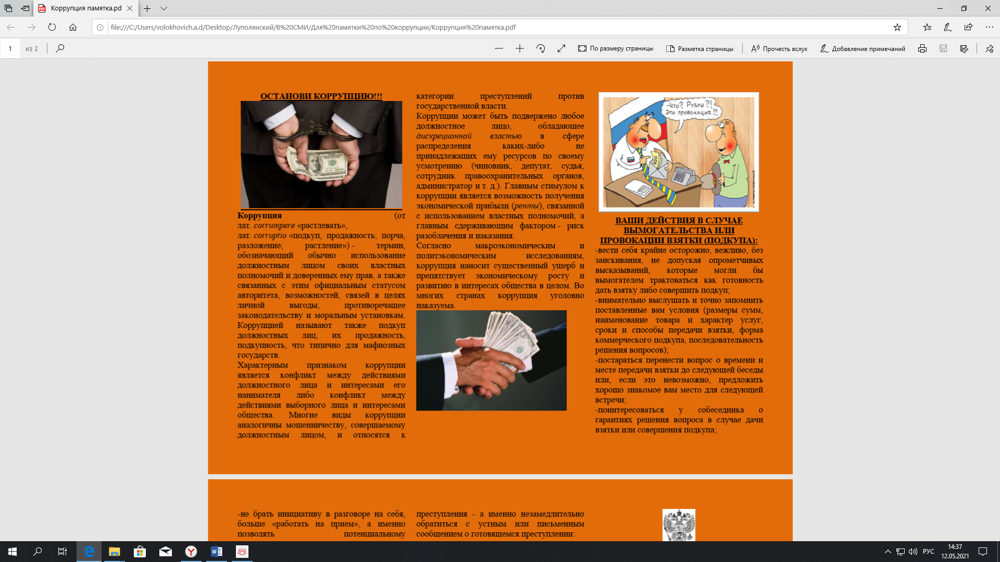 Коррупция памятка.pd
file:///C:/Users/volokhovich.a.d/Desktop/Луполянский/В%20СМИ/Для%20памятки%20по%20коррупции/Коррупция%20памятка.pdf
1 из 2
По размеру страницы
Разметка страницы
Прочесть вслух
Добавление примечаний
ОСТАНОВИ КОРРУПЦИЮ!!!
Коррупция (от
лат. corrumpere «растлевать»,
лат. corruptio «подкуп, продажность; порча,
разложение; растление») - термин,
обозначающий обычно использование
должностным лицом своих властных
полномочий и доверенных ему прав, а также
связанных с этим официальным статусом
авторитета, возможностей, связей в целях
личной выгоды, противоречащее
законодательству и моральным установкам.
Коррупцией называют также подкуп
должностных лиц, их продажность,
подкупность, что типично для мафиозных
государств.
Характерным признаком коррупции
является конфликт между действиями
должностного лица и интересами его
нанимателя либо конфликт между
действиями выборного лица и интересами
общества. Многие виды коррупции
аналогичны мошенничеству, совершаемому
должностным лицом, и относятся к
категории преступлений против
государственной власти.
Коррупции может быть подвержено любое
должностное лицо, обладающее
дискреционной властью в сфере
распределения каких-либо не
принадлежащих ему ресурсов по своему
усмотрению (чиновник, депутат, судья,
сотрудник правоохранительных органов,
администратор и т. д.). Главным стимулом к
коррупции является возможность получения
экономической прибыли (ренты), связанной
с использованием властных полномочий, а
главным сдерживающим фактором - риск
разоблачения и наказания.
Согласно макроэкономическим и
политэкономическим исследованиям,
коррупция наносит существенный ущерб и
препятствует экономическому росту и
развитию в интересах общества в целом. Во
многих странах коррупция уголовно
наказуема.
-Что? Рубли?!
Это провокация!!!
ВАШИ ДЕЙСТВИЯ В СЛУЧАЕ
ВЫМОГАТЕЛЬСТВА ИЛИ
ПРОВОКАЦИИ ВЗЯТКИ (ПОДКУПА):
-вести себя крайне осторожно, вежливо, без
заискивания, не допуская опрометчивых
высказываний, которые могли бы
вымогателем трактоваться как готовность
дать взятку либо совершить подкуп;
-внимательно выслушать и точно запомнить
поставленные вам условия (размеры сумм,
наименование товара и характер услуг,
сроки и способы передачи взятки, форма
коммерческого подкупа, последовательность
решения вопросов);
-постараться перенести вопрос о времени и
месте передачи взятки до следующей беседы
или, если это невозможно, предложить
хорошо знакомое вам место для следующей
встречи;
-поинтересоваться у собеседника о
гарантиях решения вопроса в случае дачи
взятки или совершения подкупа;
-не брать инициативу в разговоре на себя,
больше «работать на прием», а именно
позволять потенциальному
преступления - а именно незамедлительно
обратиться с устным или письменным
сообщением о готовящемся преступлении:
РУС
14:37
12.05.2021